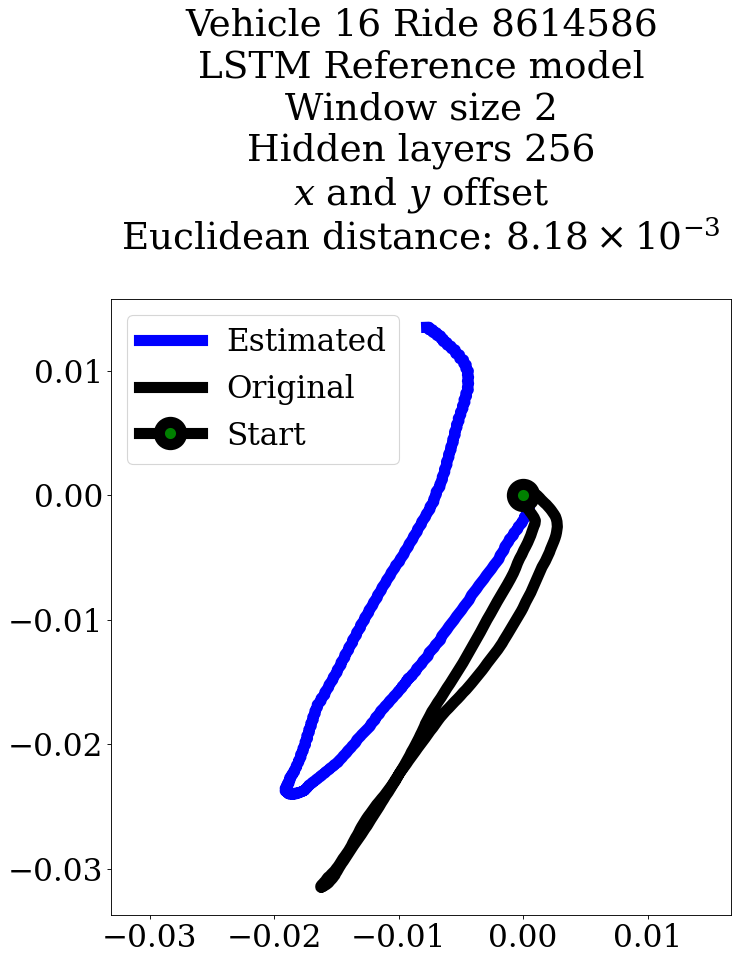 Vehicle 16 Ride 8614586
LSTM Reference model
Window size 2
Hidden layers 256
x and y offset
Euclidean distance: 8.18 × 10⁻³
Estimated
Original
Start
0.01
0.00
−0.01
−0.02
−0.03
−0.03 −0.02 −0.01 0.00 0.01